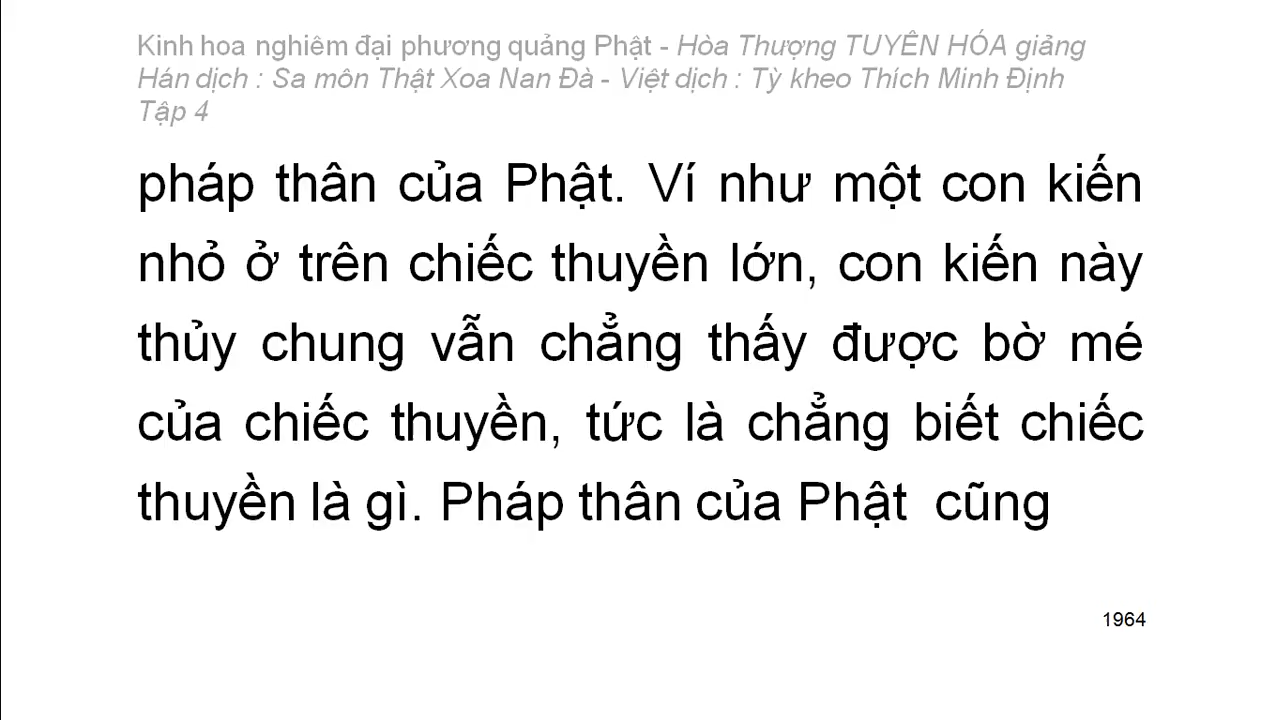 Kinh hoa nghiêm đại phương quảng Phật - Hòa Thượng TUYÊN HÓA giảng
Hán dịch : Sa môn Thật Xoa Nan Đà - Việt dịch : Tỳ kheo Thích Minh Định
Tập 4
pháp thân của Phật. Ví như một con kiến
nhỏ ở trên chiếc thuyền lớn, con kiến này
thủy chung vẫn chẳng thấy được bờ mé
của chiếc thuyền, tức là chẳng biết chiếc
thuyền là gì. Pháp thân của Phật cũng
1964